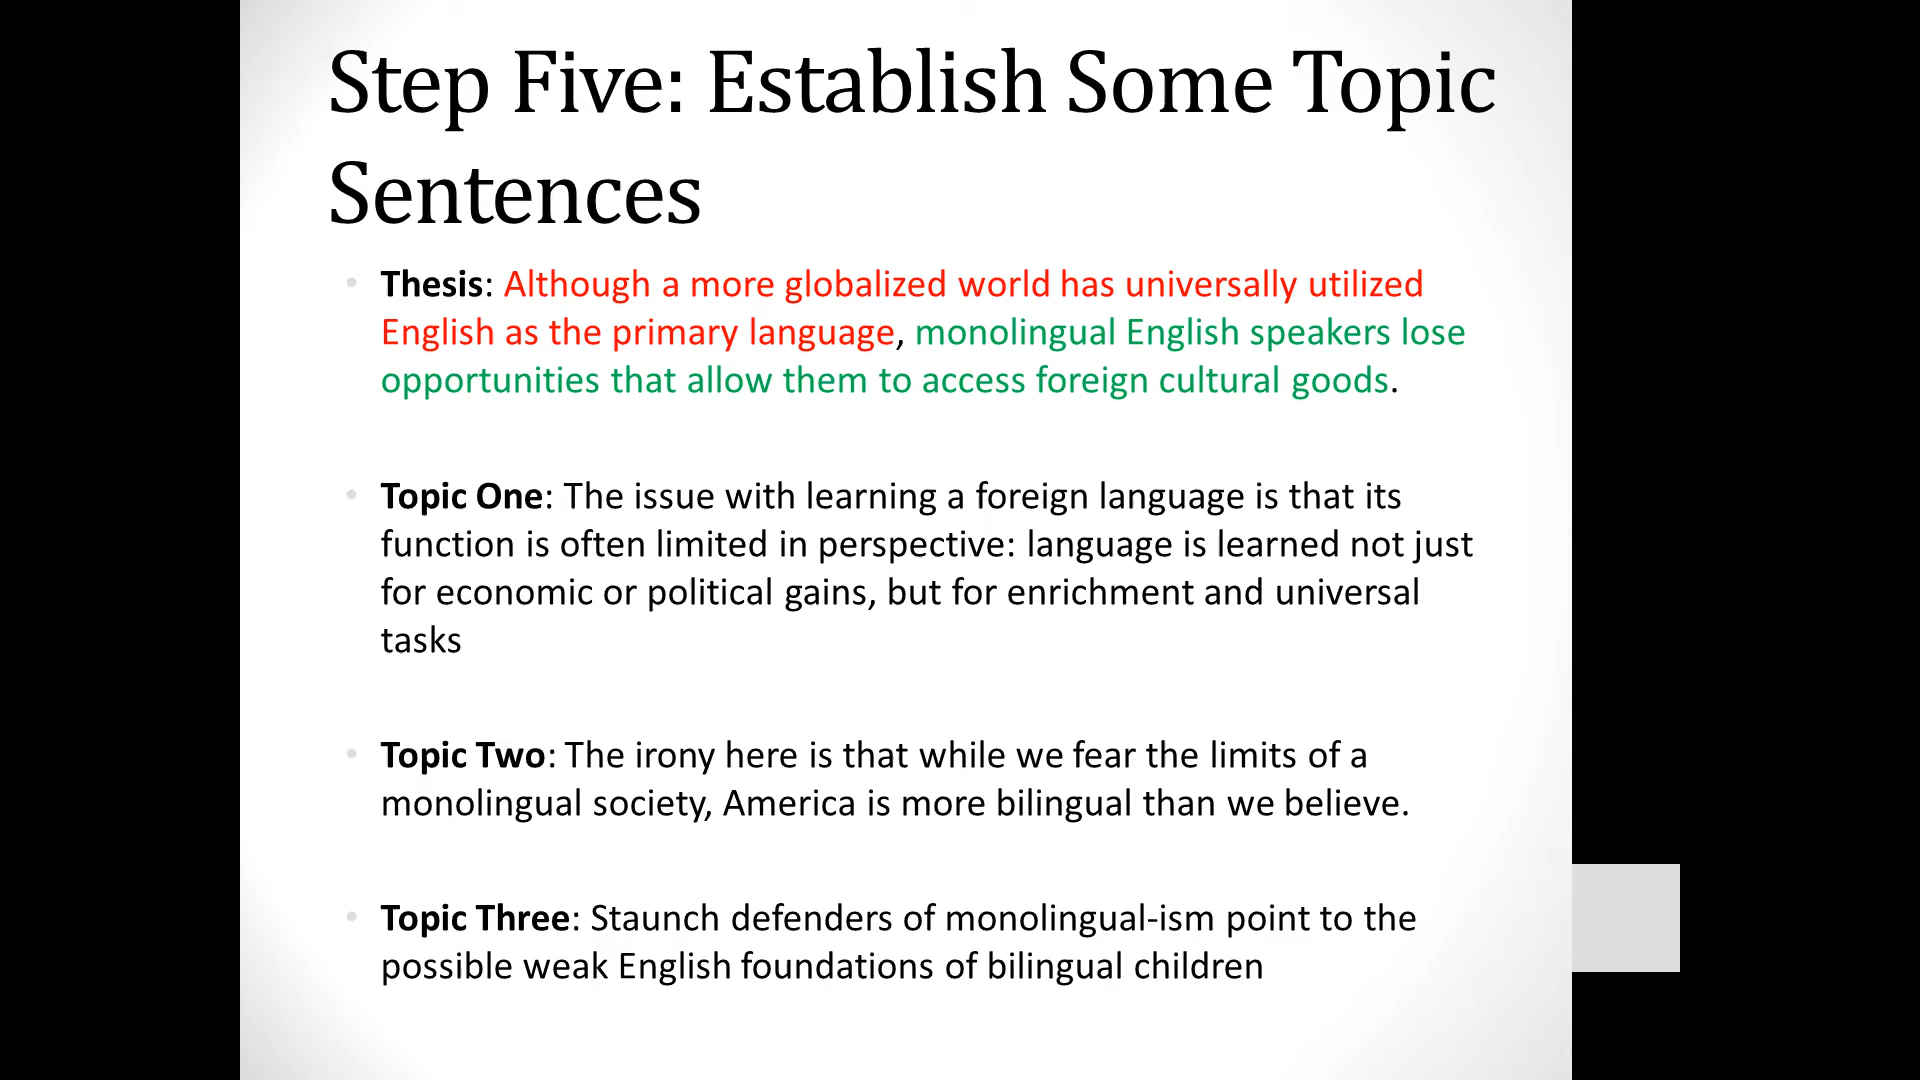 Step Five: Establish Some Topic
Sentences
• Thesis: Although a more globalized world has universally utilized
English as the primary language, monolingual English speakers lose
opportunities that allow them to access foreign cultural goods.
• Topic One: The issue with learning a foreign language is that its
function is often limited in perspective: language is learned not just
for economic or political gains, but for enrichment and universal
tasks
• Topic Two: The irony here is that while we fear the limits of a
monolingual society, America is more bilingual than we believe.
• Topic Three: Staunch defenders of monolingual-ism point to the
possible weak English foundations of bilingual children